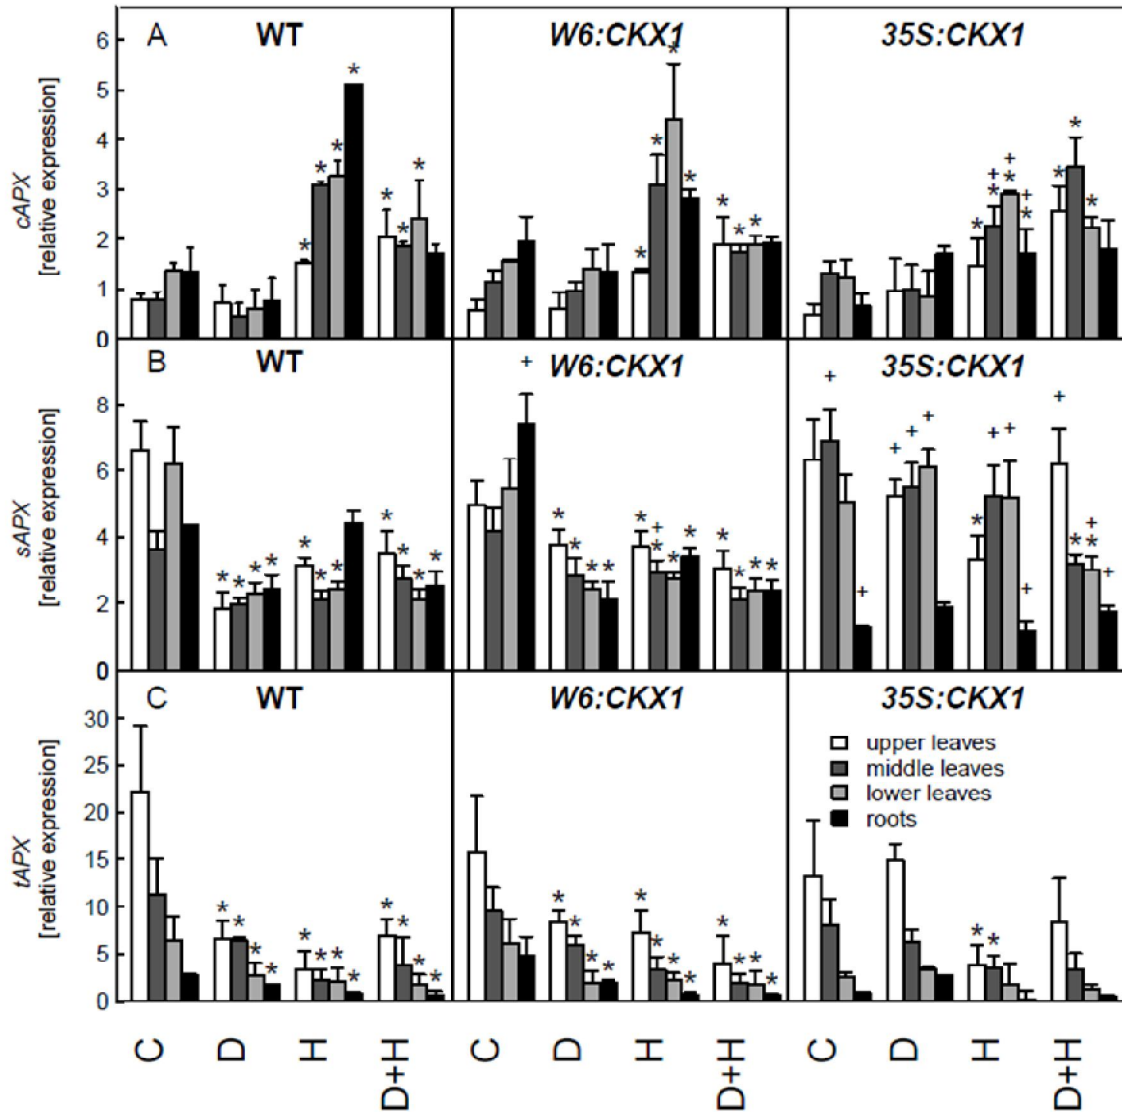 A WT W6:CKX1 35S:CKX1
cAPX
[relative expression]
6
5
4
3
2
1
0
* * * * * * *
* * * * * * *
* + * + * + * * * *
B WT W6:CKX1 35S:CKX1
sAPX
[relative expression]
8
6
4
2
0
* * * * * * * * * * *
+ * * * * * + * * * * * * *
+ + + + + * + + + + * + * +
C WT W6:CKX1 35S:CKX1
tAPX
[relative expression]
30
25
20
15
10
5
0
* * * * * * * * * * * *
* * * * * * * * * * * *
* *
upper leaves
middle leaves
lower leaves
roots
C D H D+H C D H D+H C D H D+H